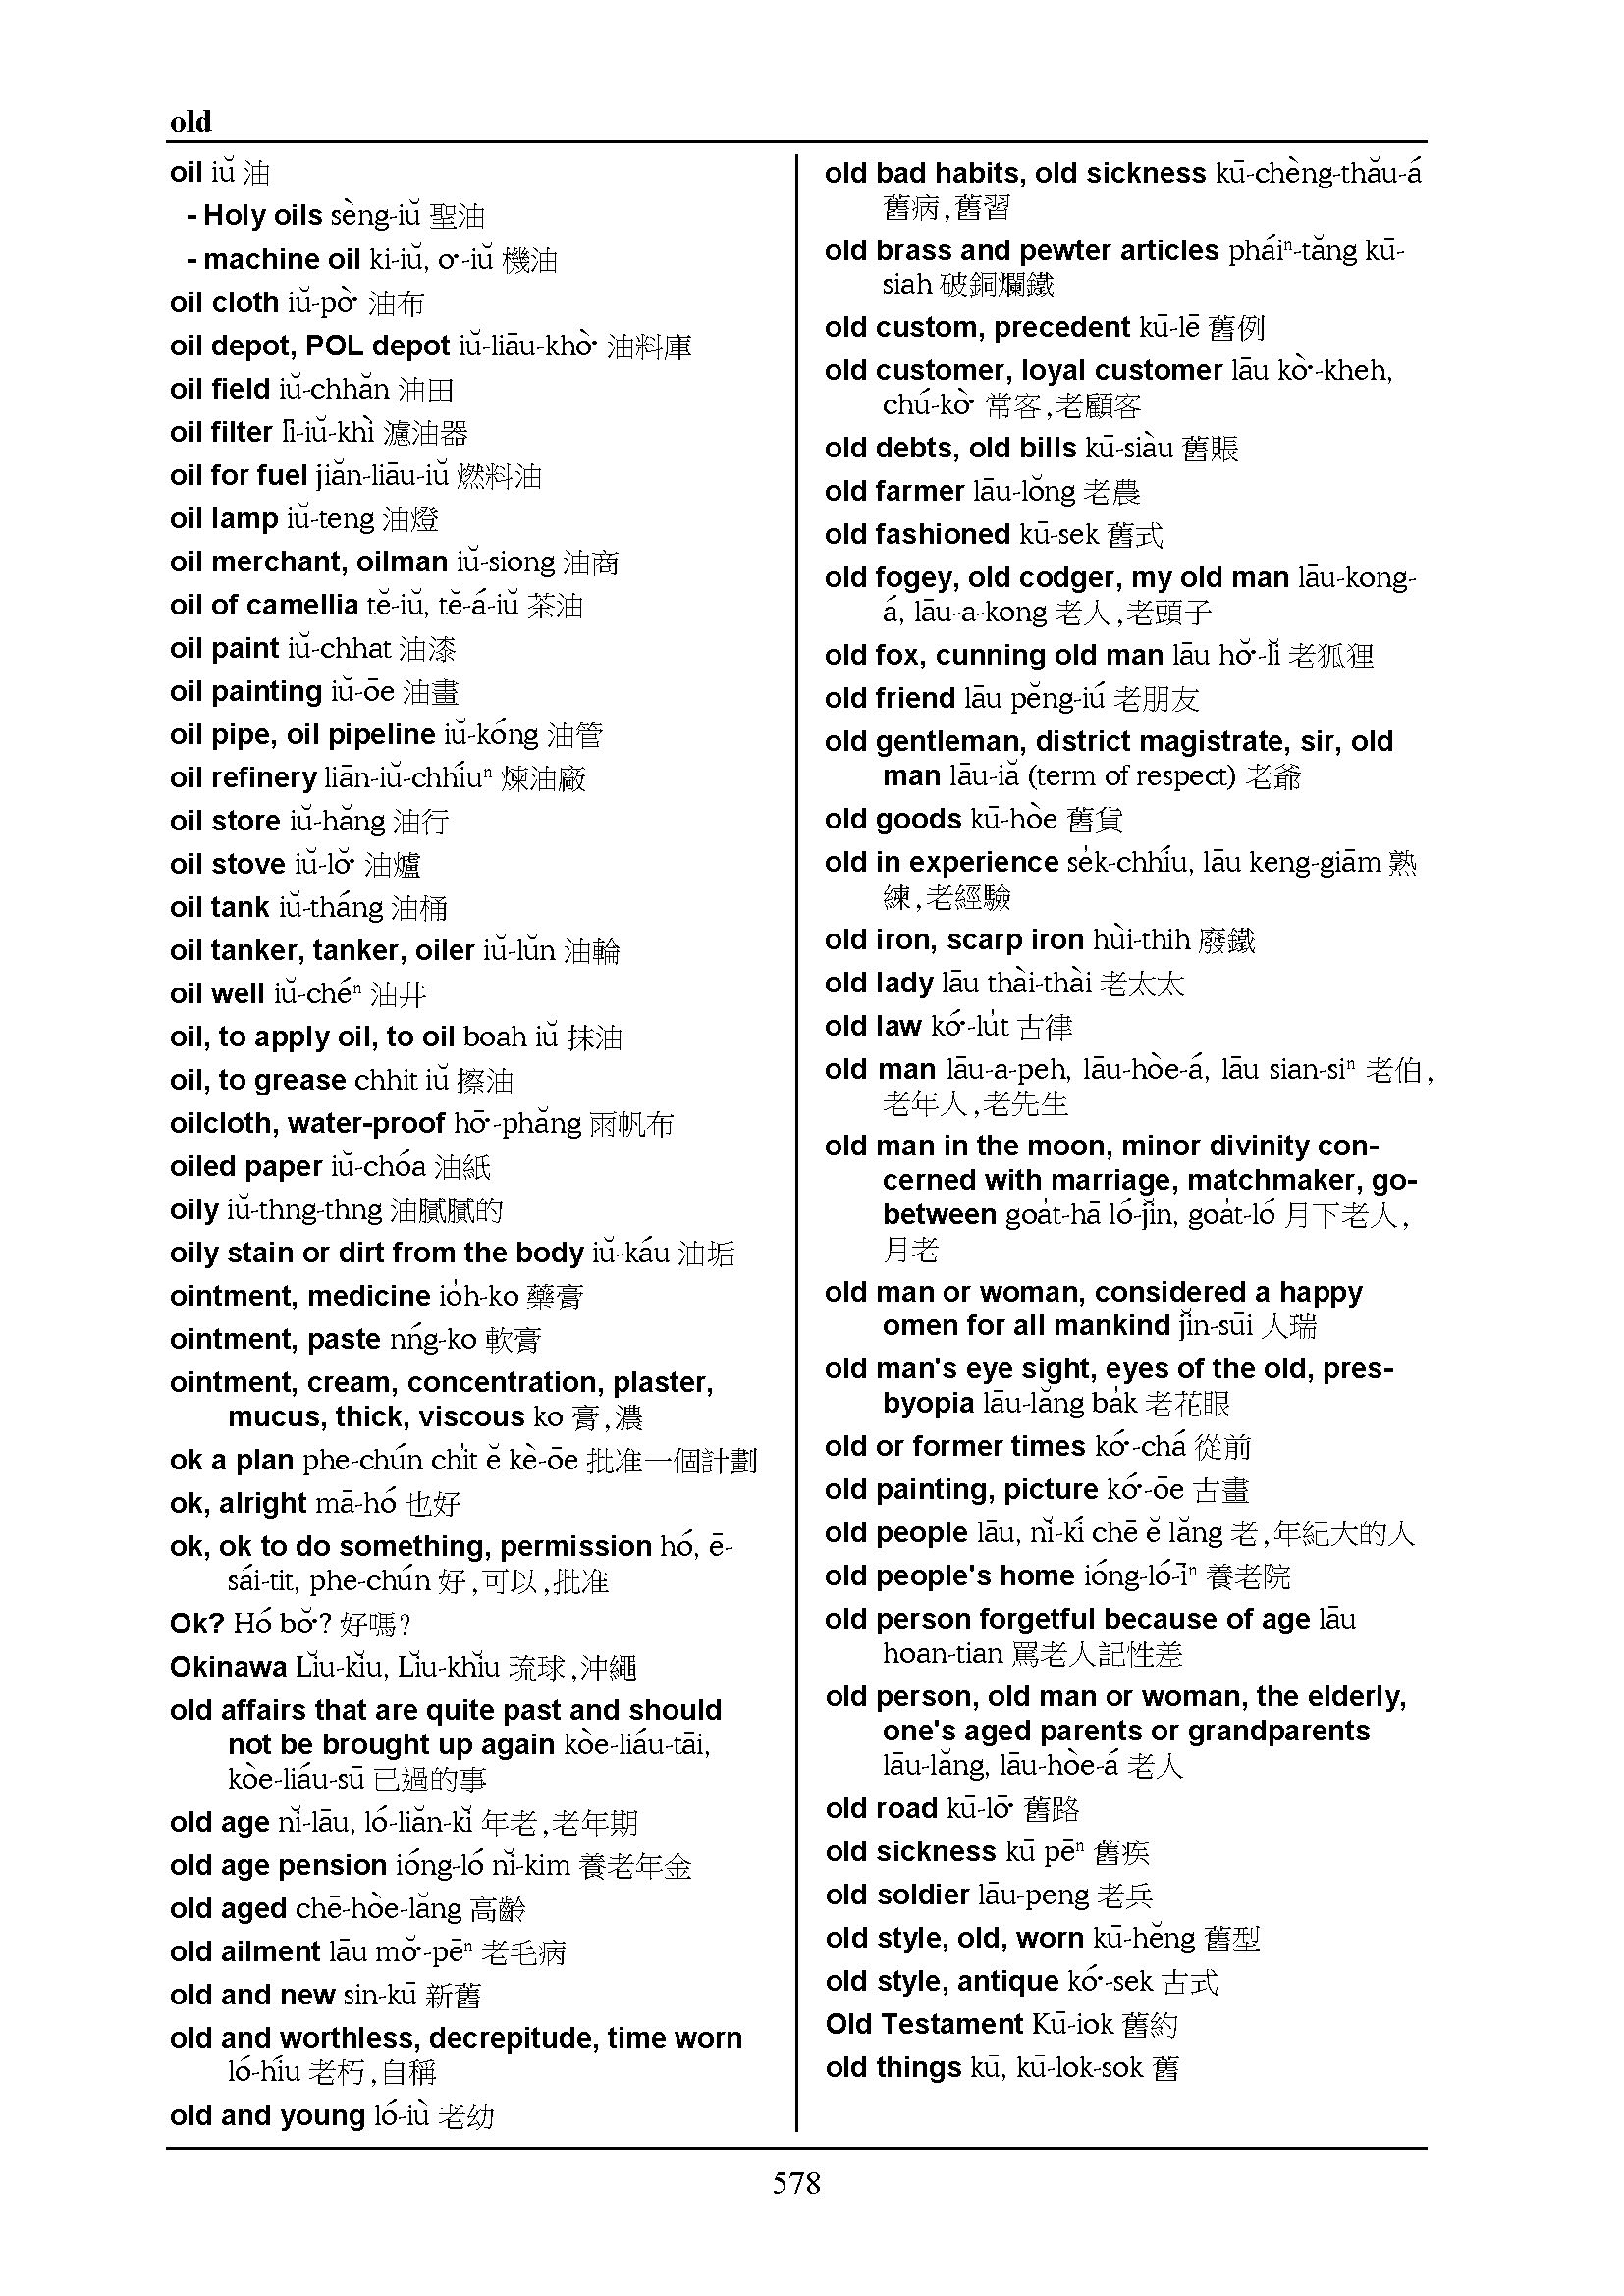 old
oil iŭ 油
- Holy oils sèng-iŭ 聖油
- machine oil ki-iŭ, o͘-iŭ 機油
oil cloth iŭ-pò͘ 油布
oil depot, POL depot iŭ-liāu-khò͘ 油料庫
oil field iŭ-chhăn 油田
oil filter lī-iŭ-khì 濾油器
oil for fuel jiăn-liāu-iŭ 燃料油
oil lamp iŭ-teng 油燈
oil merchant, oilman iŭ-siong 油商
oil of camellia tĕ-iŭ, tĕ-á-iŭ 茶油
oil paint iŭ-chhat 油漆
oil painting iŭ-ōe 油畫
oil pipe, oil pipeline iŭ-kóng 油管
oil refinery liān-iŭ-chhíuⁿ 煉油廠
oil store iŭ-hăng 油行
oil stove iŭ-lŏ͘ 油爐
oil tank iŭ-tháng 油桶
oil tanker, tanker, oiler iŭ-lŭn 油輪
oil well iŭ-chéⁿ 油井
oil, to apply oil, to oil boah iŭ 抹油
oil, to grease chhit iŭ 擦油
oilcloth, water-proof hō͘-phăng 雨帆布
oiled paper iŭ-chóa 油紙
oily iŭ-thng-thng 油膩膩的
oily stain or dirt from the body iŭ-káu 油垢
ointment, medicine io̍h-ko 藥膏
ointment, paste nńg-ko 軟膏
ointment, cream, concentration, plaster,
mucus, thick, viscous ko 膏,濃
ok a plan phe-chún chi̍t ĕ kè-ōe 批准一個計劃
ok, alright mā-hó 也好
ok, ok to do something, permission hó, ē-
sái-tit, phe-chún 好,可以,批准
Ok? Hó bŏ͘? 好嗎?
Okinawa Lĭu-kĭu, Lĭu-khĭu 琉球,沖繩
old affairs that are quite past and should
not be brought up again kòe-liáu-tāi,
kòe-liáu-sū 已過的事
old age nĭ-lāu, ló-liăn-kĭ 年老,老年期
old age pension ióng-ló nĭ-kim 養老年金
old aged chē-hòe-lăng 高齡
old ailment lāu mŏ͘-pēⁿ 老毛病
old and new sin-kū 新舊
old and worthless, decrepitude, time worn
ló-híu 老朽,自稱
old and young ló-iù 老幼
old bad habits, old sickness kū-chèng-thău-á
舊病,舊習
old brass and pewter articles pháiⁿ-tăng kū-
siah 破銅爛鐵
old custom, precedent kū-lē 舊例
old customer, loyal customer lāu kò͘-kheh,
chú-kò͘ 常客,老顧客
old debts, old bills kū-siàu 舊賬
old farmer lāu-lŏng 老農
old fashioned kū-sek 舊式
old fogey, old codger, my old man lāu-kong-
á, lāu-a-kong 老人,老頭子
old fox, cunning old man lāu hŏ͘-lĭ 老狐狸
old friend lāu pĕng-iú 老朋友
old gentleman, district magistrate, sir, old
man lāu-iă (term of respect) 老爺
old goods kū-hòe 舊貨
old in experience se̍k-chhíu, lāu keng-giām 熟
練,老經驗
old iron, scarp iron hùi-thih 廢鐵
old lady lāu thài-thài 老太太
old law kó͘-lu̍t 古律
old man lāu-a-peh, lāu-hòe-á, lāu sian-siⁿ 老伯,
老年人,老先生
old man in the moon, minor divinity con-
cerned with marriage, matchmaker, go-
between goa̍t-hā ló-jĭn, goa̍t-ló 月下老人,
月老
old man or woman, considered a happy
omen for all mankind jĭn-sūi 人瑞
old man's eye sight, eyes of the old, pres-
byopia lāu-lăng ba̍k 老花眼
old or former times kó͘-chá 從前
old painting, picture kó͘-ōe 古畫
old people lāu, nĭ-kí chē ĕ lăng 老,年紀大的人
old people's home ióng-ló-īⁿ 養老院
old person forgetful because of age lāu
hoan-tian 罵老人記性差
old person, old man or woman, the elderly,
one's aged parents or grandparents
lāu-lăng, lāu-hòe-á 老人
old road kū-lō͘ 舊路
old sickness kū pēⁿ 舊疾
old soldier lāu-peng 老兵
old style, old, worn kū-hĕng 舊型
old style, antique kó͘-sek 古式
Old Testament Kū-iok 舊約
old things kū, kū-lok-sok 舊
578